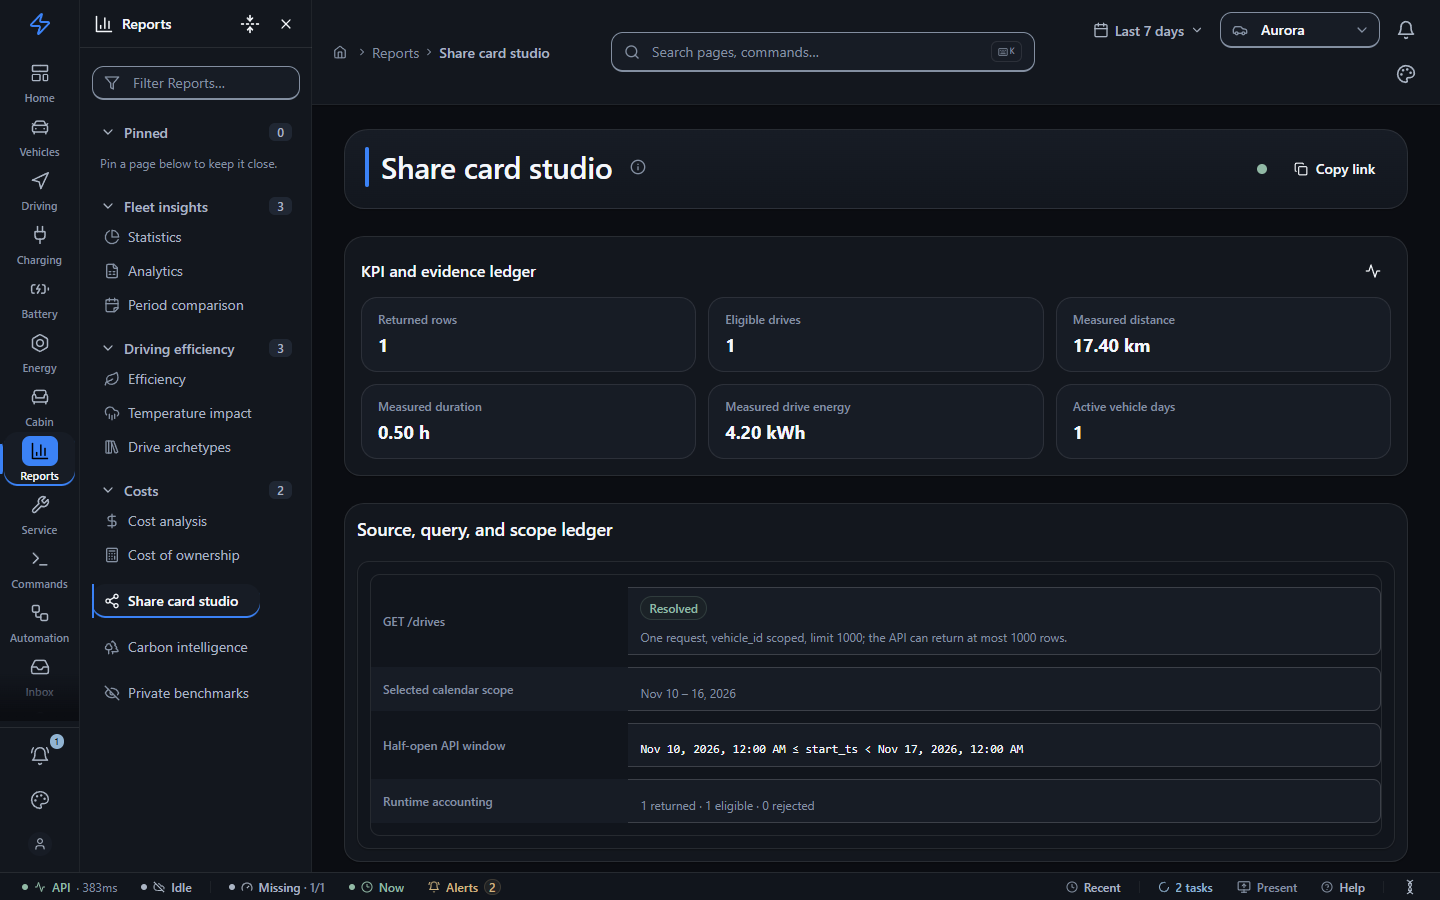 Reports
Home
Vehicles
Driving
Charging
Battery
Energy
Cabin
Reports
Service
Commands
Automation
Inbox
1
Filter Reports...
Pinned 0
Pin a page below to keep it close.
Fleet insights 3
Statistics
Analytics
Period comparison
Driving efficiency 3
Efficiency
Temperature impact
Drive archetypes
Costs 2
Cost analysis
Cost of ownership
Share card studio
Carbon intelligence
Private benchmarks
Reports
Share card studio
Search pages, commands...
K
Last 7 days
Aurora
Share card studio
Copy link
KPI and evidence ledger
Returned rows
1
Eligible drives
1
Measured distance
17.40 km
Measured duration
0.50 h
Measured drive energy
4.20 kWh
Active vehicle days
1
Source, query, and scope ledger
GET /drives
Resolved
One request, vehicle_id scoped, limit 1000; the API can return at most 1000 rows.
Selected calendar scope
Nov 10 – 16, 2026
Half-open API window
Nov 10, 2026, 12:00 AM ≤ start_ts < Nov 17, 2026, 12:00 AM
Runtime accounting
1 returned · 1 eligible · 0 rejected
API · 383ms
Idle
Missing · 1/1
Now
Alerts 2
Recent
2 tasks
Present
Help